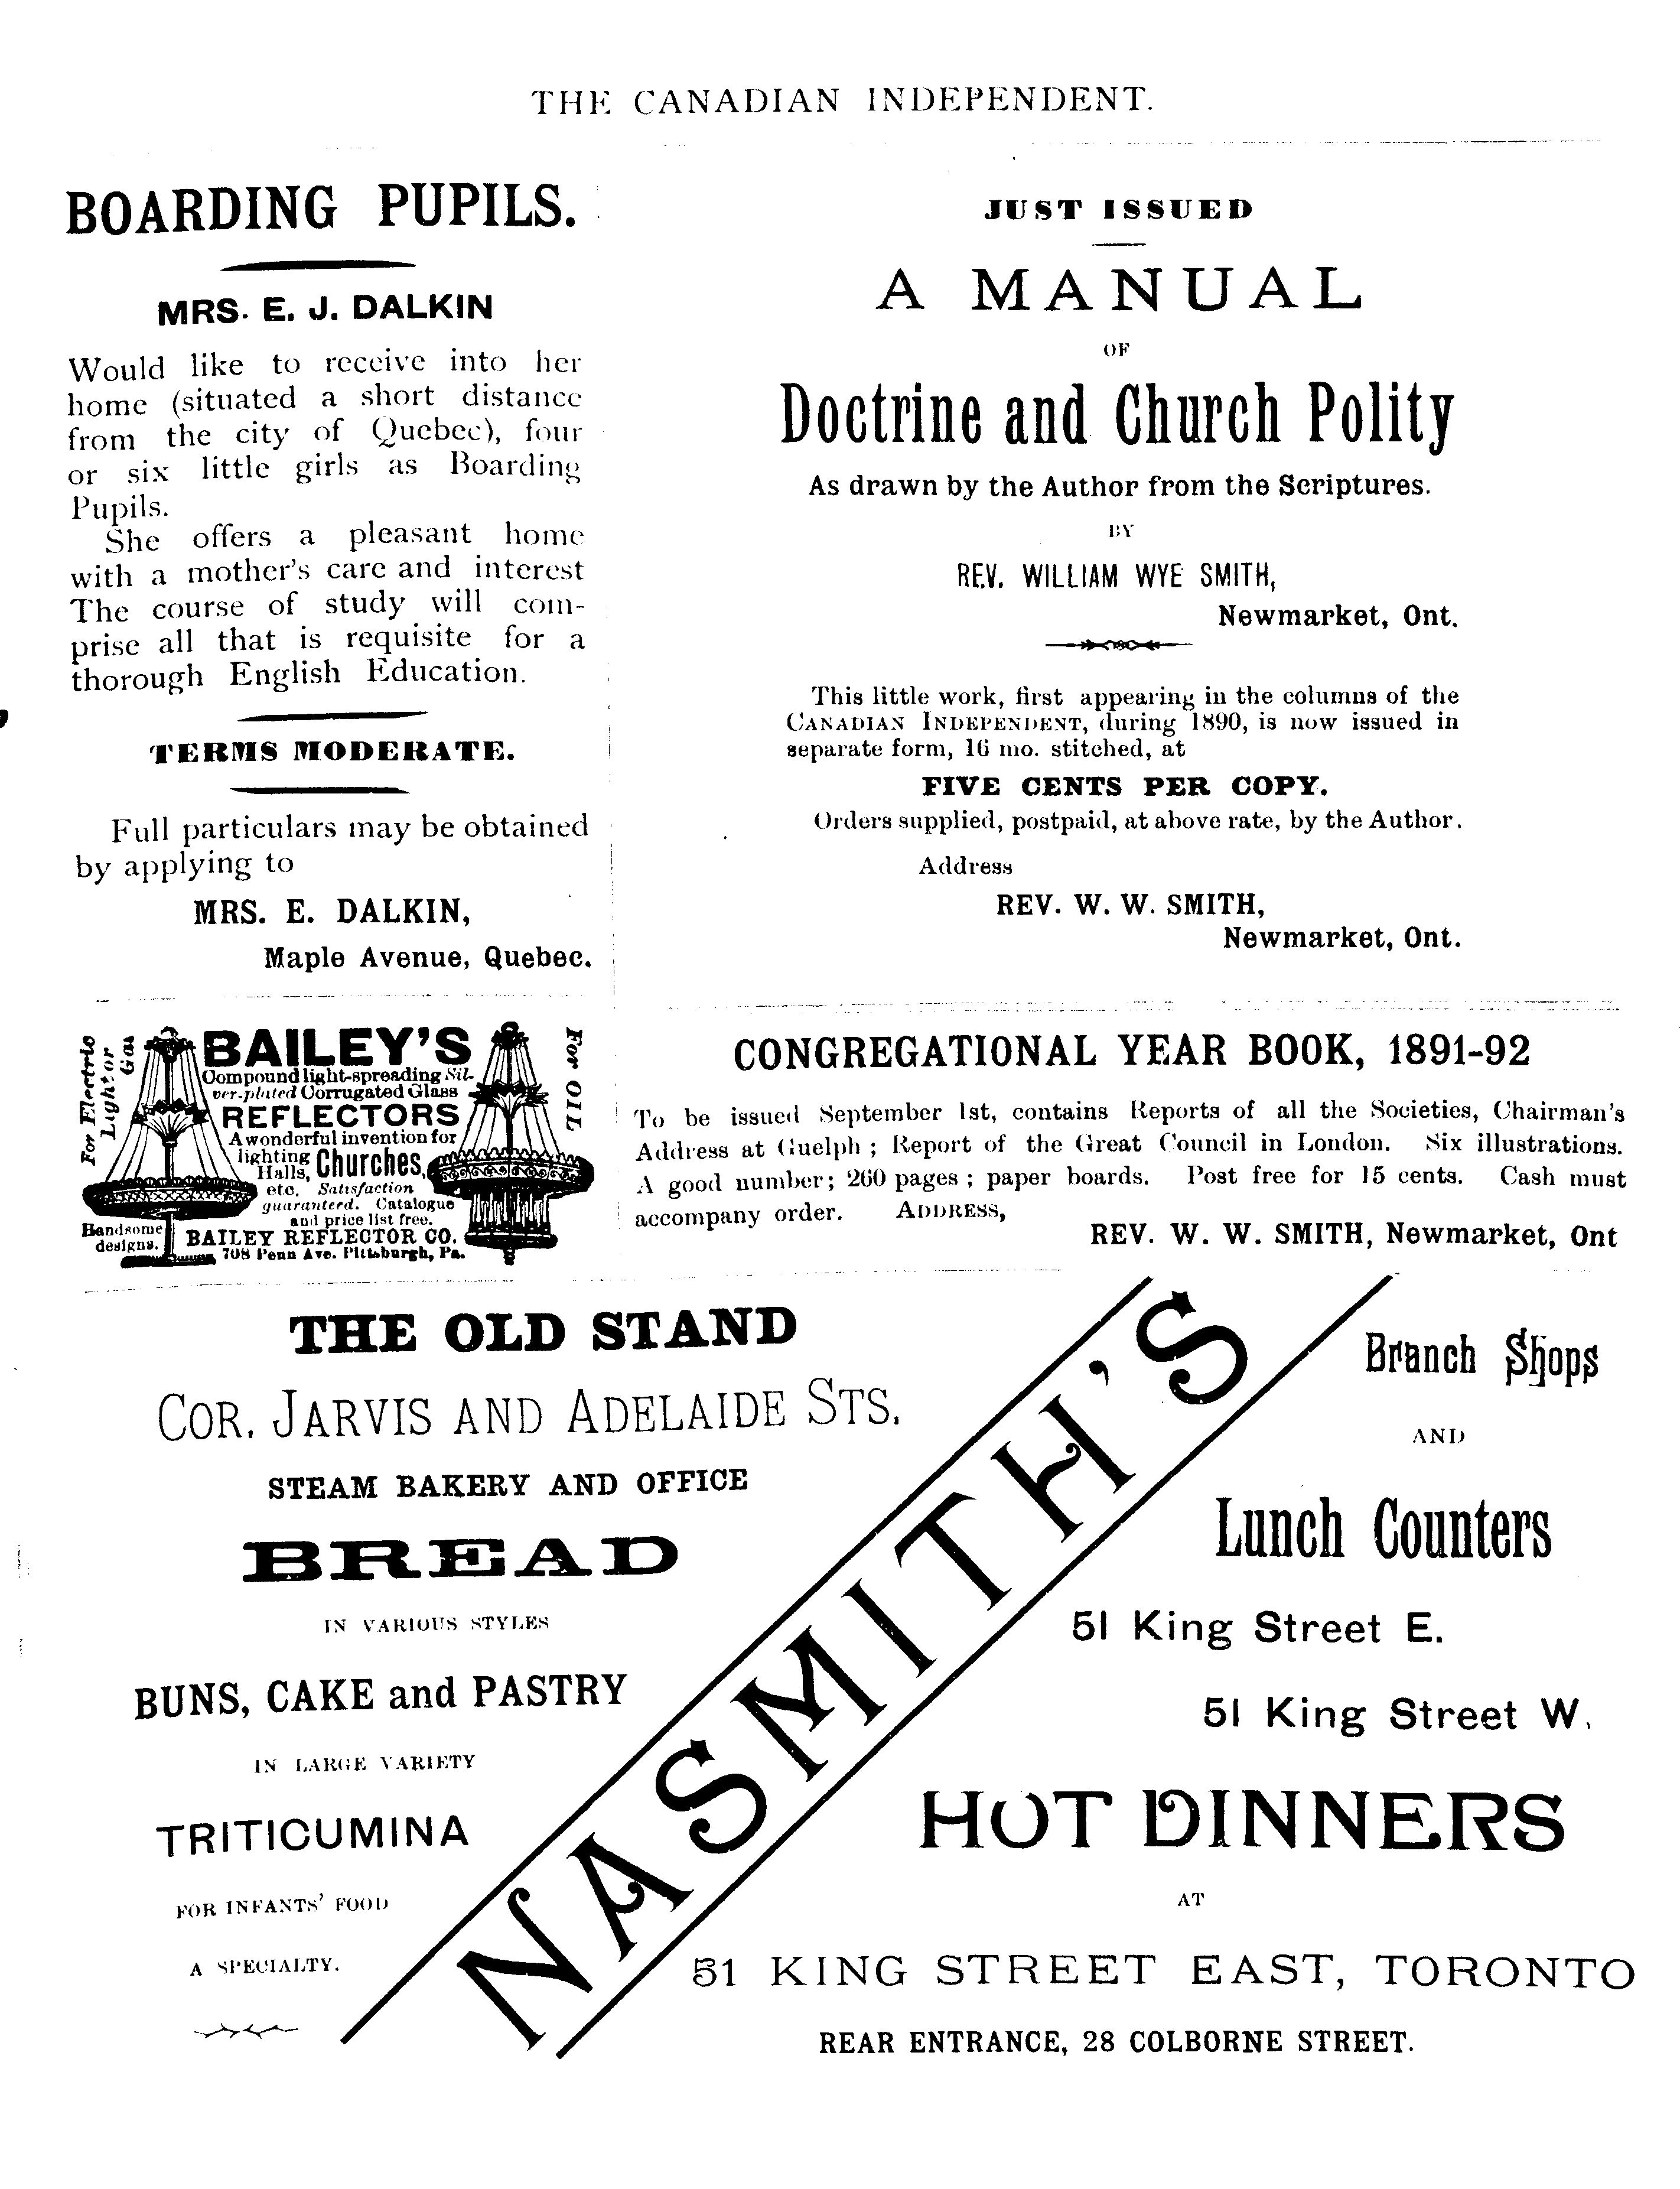 THE CANADIAN INDEPENDENT.
BOARDING PUPILS.
MRS. E. J. DALKIN
Would like to receive into her
home (situated a short distance
from the city of Quebec), four
or six little girls as Boarding
Pupils.
She offers a pleasant home
with a mother's care and interest
The course of study will com-
prise all that is requisite for a
thorough English Education.
TERMS MODERATE.
Full particulars may be obtained
by applying to
MRS. E. DALKIN,
Maple Avenue, Quebec.
JUST ISSUED
A MANUAL
OF
Doctrine and Church Polity
As drawn by the Author from the Scriptures.
BY
REV. WILLIAM WYE SMITH,
Newmarket, Ont.
This little work, first appearing in the columns of the
CANADIAN INDEPENDENT, during 1890, is now issued in
separate form, 16 mo. stitched, at
FIVE CENTS PER COPY.
Orders supplied, postpaid, at above rate, by the Author.
Address
REV. W. W. SMITH,
Newmarket, Ont.
For Electric
Light or
Gas
BAILEY'S
Compound light-spreading Sil-
ver-plated Corrugated Glass
REFLECTORS
A wonderful invention for
lighting Churches,
Halls,
etc. Satisfaction
guaranteed. Catalogue
and price list free.
BAILEY REFLECTOR CO.
708 Penn Ave. Pittsburgh, Pa.
Handsome
designs.
For OIL
CONGREGATIONAL YEAR BOOK, 1891-92
To be issued September 1st, contains Reports of all the Societies, Chairman's
Address at Guelph; Report of the Great Council in London. Six illustrations.
A good number; 260 pages; paper boards. Post free for 15 cents. Cash must
accompany order. ADDRESS,
REV. W. W. SMITH, Newmarket, Ont
THE OLD STAND
COR. JARVIS AND ADELAIDE STS.
STEAM BAKERY AND OFFICE
BREAD
IN VARIOUS STYLES
BUNS, CAKE and PASTRY
IN LARGE VARIETY
TRITICUMINA
FOR INFANTS' FOOD
A SPECIALTY.
NASMITH'S
Branch Shops
AND
Lunch Counters
51 King Street E.
51 King Street W.
HOT DINNERS
AT
51 KING STREET EAST, TORONTO
REAR ENTRANCE, 28 COLBORNE STREET.